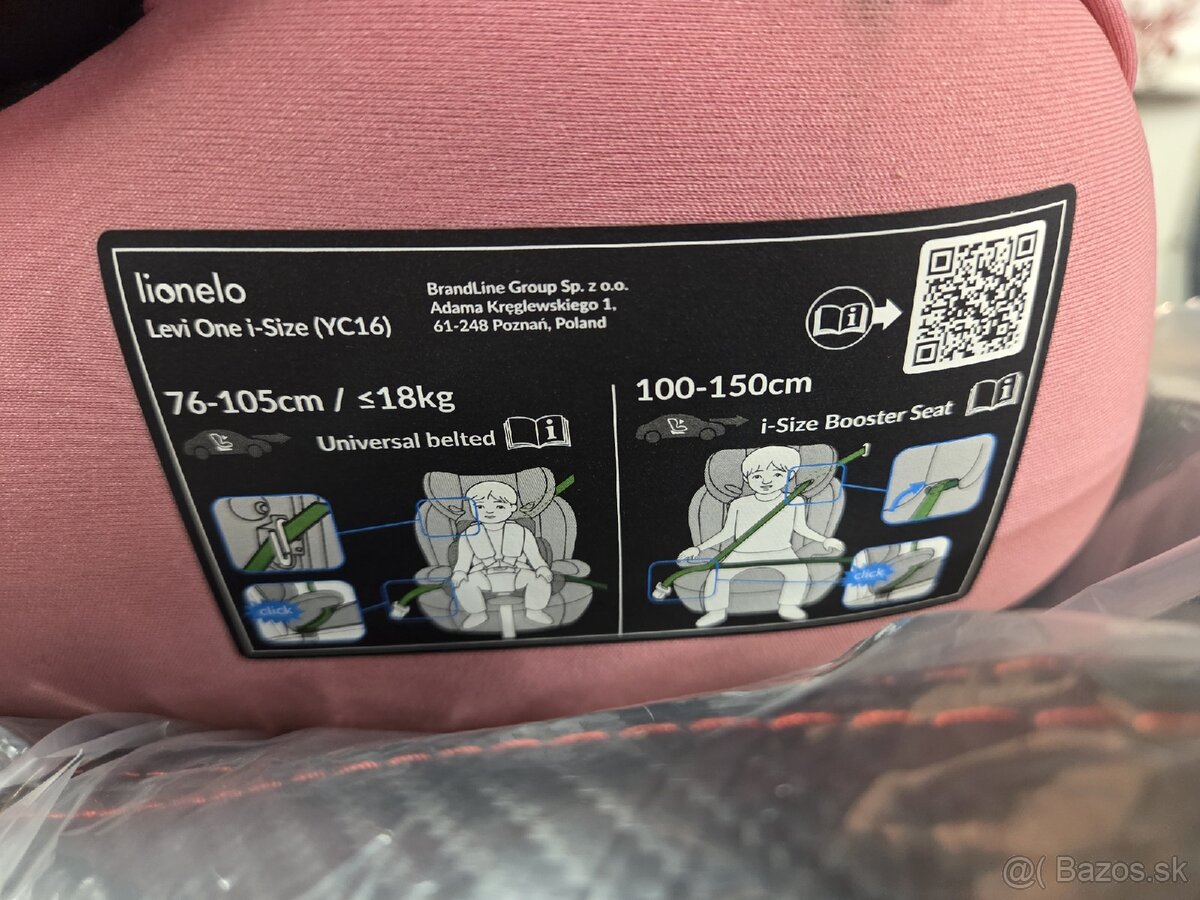 lionelo
Levi One i-Size (YC16)
BrandLine Group Sp. z o.o.
Adama Kręglewskiego 1,
61-248 Poznań, Poland
76-105cm / ≤18kg
Universal belted
click
100-150cm
i-Size Booster Seat
click
@( Bazos.sk